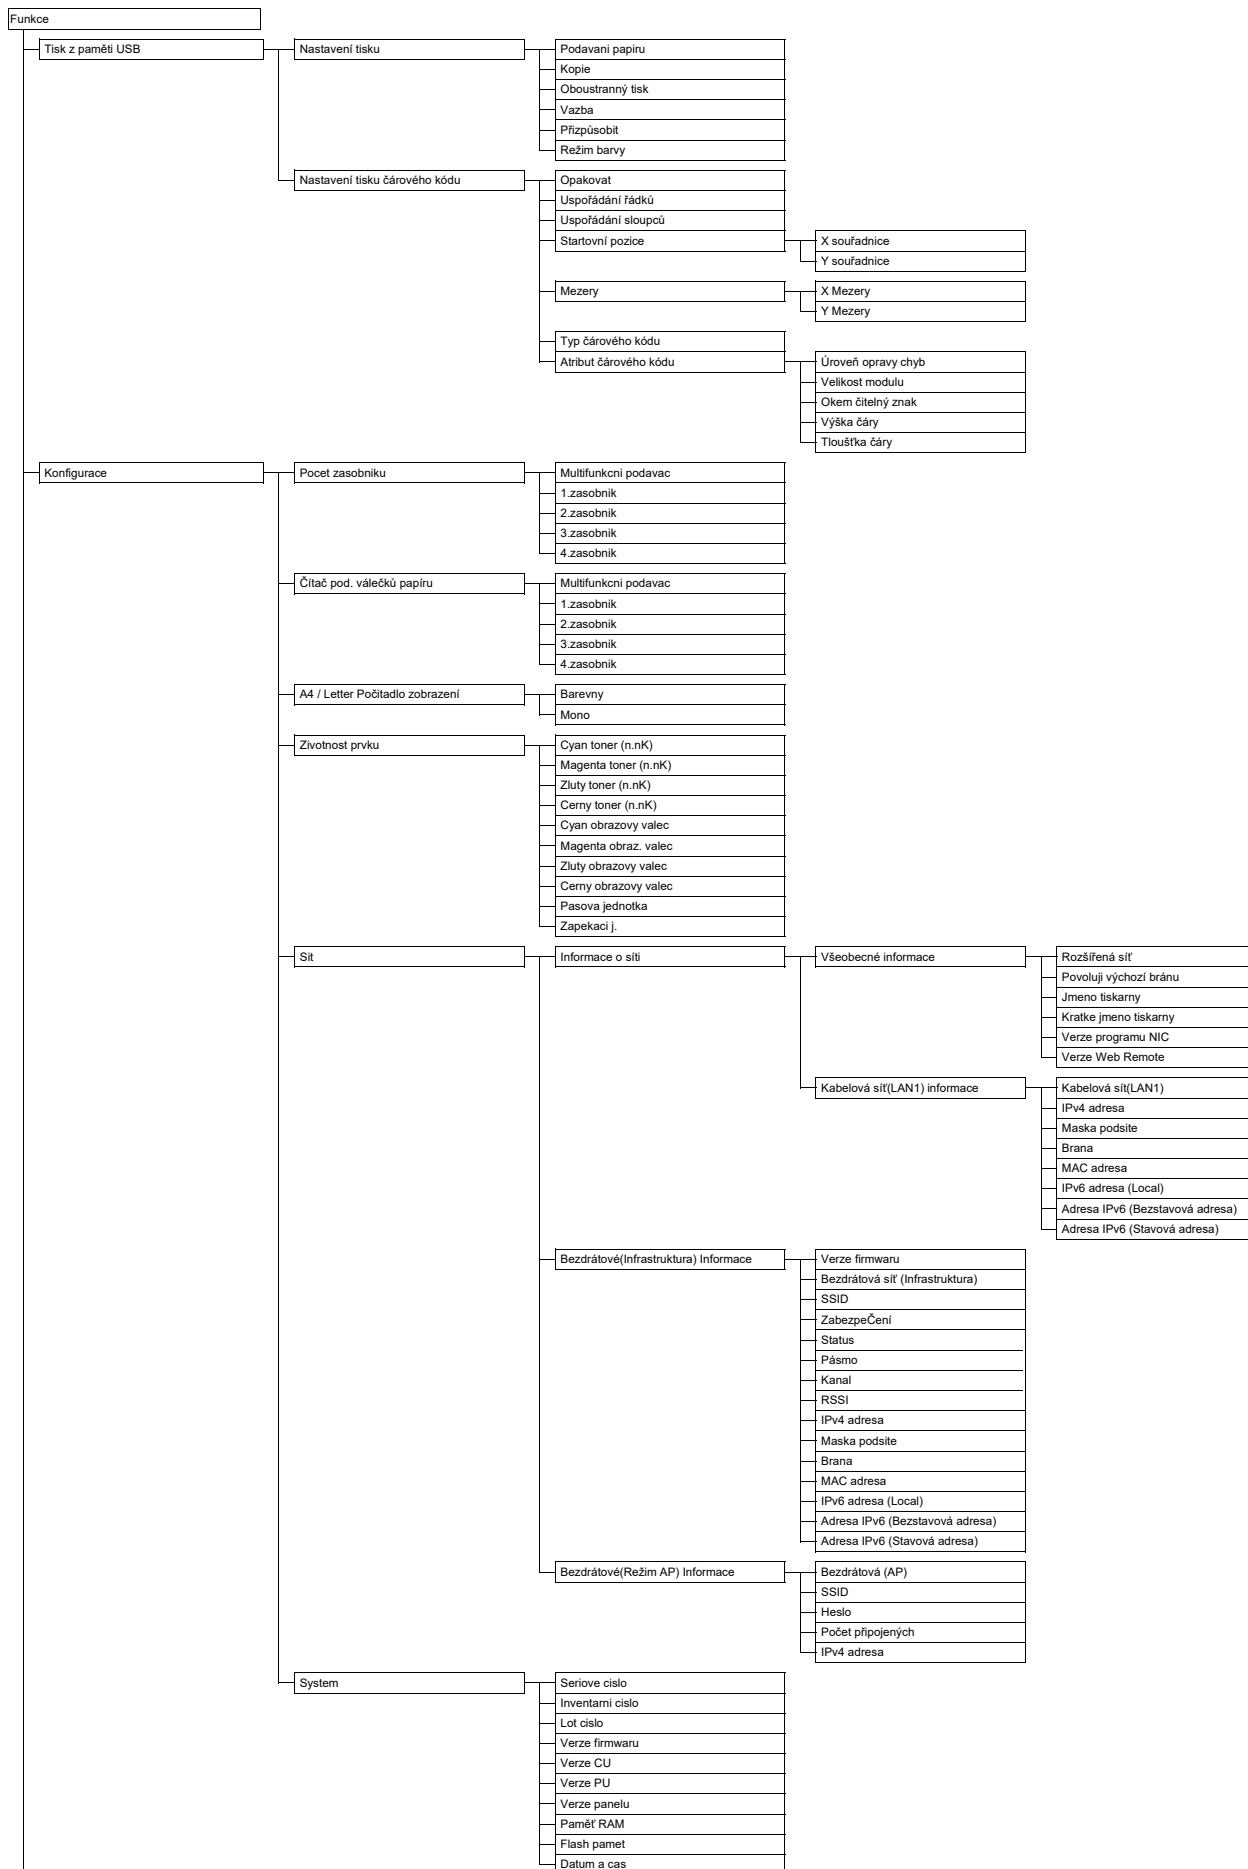 Funkce
Tisk z paměti USB
Nastavení tisku
Podavani papiru
Kopie
Oboustranný tisk
Vazba
Přizpůsobit
Režim barvy
Nastavení tisku čárového kódu
Opakovat
Uspořádání řádků
Uspořádání sloupců
Startovní pozice
X souřadnice
Y souřadnice
Mezery
X Mezery
Y Mezery
Typ čárového kódu
Atribut čárového kódu
Úroveň opravy chyb
Velikost modulu
Okem čitelný znak
Výška čáry
Tloušťka čáry
Konfigurace
Pocet zasobniku
Multifunkcni podavac
1.zasobnik
2.zasobnik
3.zasobnik
4.zasobnik
Čítač pod. válečků papíru
Multifunkcni podavac
1.zasobnik
2.zasobnik
3.zasobnik
4.zasobnik
A4 / Letter Počitadlo zobrazení
Barevny
Mono
Zivotnost prvku
Cyan toner (n.nK)
Magenta toner (n.nK)
Zluty toner (n.nK)
Cerny toner (n.nK)
Cyan obrazovy valec
Magenta obraz. valec
Zluty obrazovy valec
Cerny obrazovy valec
Pasova jednotka
Zapekaci j.
Sit
Informace o síti
Všeobecné informace
Rozšířená síť
Povoluji výchozí bránu
Jmeno tiskarny
Kratke jmeno tiskarny
Verze programu NIC
Verze Web Remote
Kabelová síť(LAN1) informace
Kabelová sít(LAN1)
IPv4 adresa
Maska podsite
Brana
MAC adresa
IPv6 adresa (Local)
Adresa IPv6 (Bezstavová adresa)
Adresa IPv6 (Stavová adresa)
Bezdrátové(Infrastruktura) Informace
Verze firmwaru
Bezdrátová síť (Infrastruktura)
SSID
ZabezpeČení
Status
Pásmo
Kanal
RSSI
IPv4 adresa
Maska podsite
Brana
MAC adresa
IPv6 adresa (Local)
Adresa IPv6 (Bezstavová adresa)
Adresa IPv6 (Stavová adresa)
Bezdrátové(Režim AP) Informace
Bezdrátová (AP)
SSID
Heslo
Počet připojených
IPv4 adresa
System
Seriove cislo
Inventarni cislo
Lot cislo
Verze firmwaru
Verze CU
Verze PU
Verze panelu
Paměť RAM
Flash pamet
Datum a cas